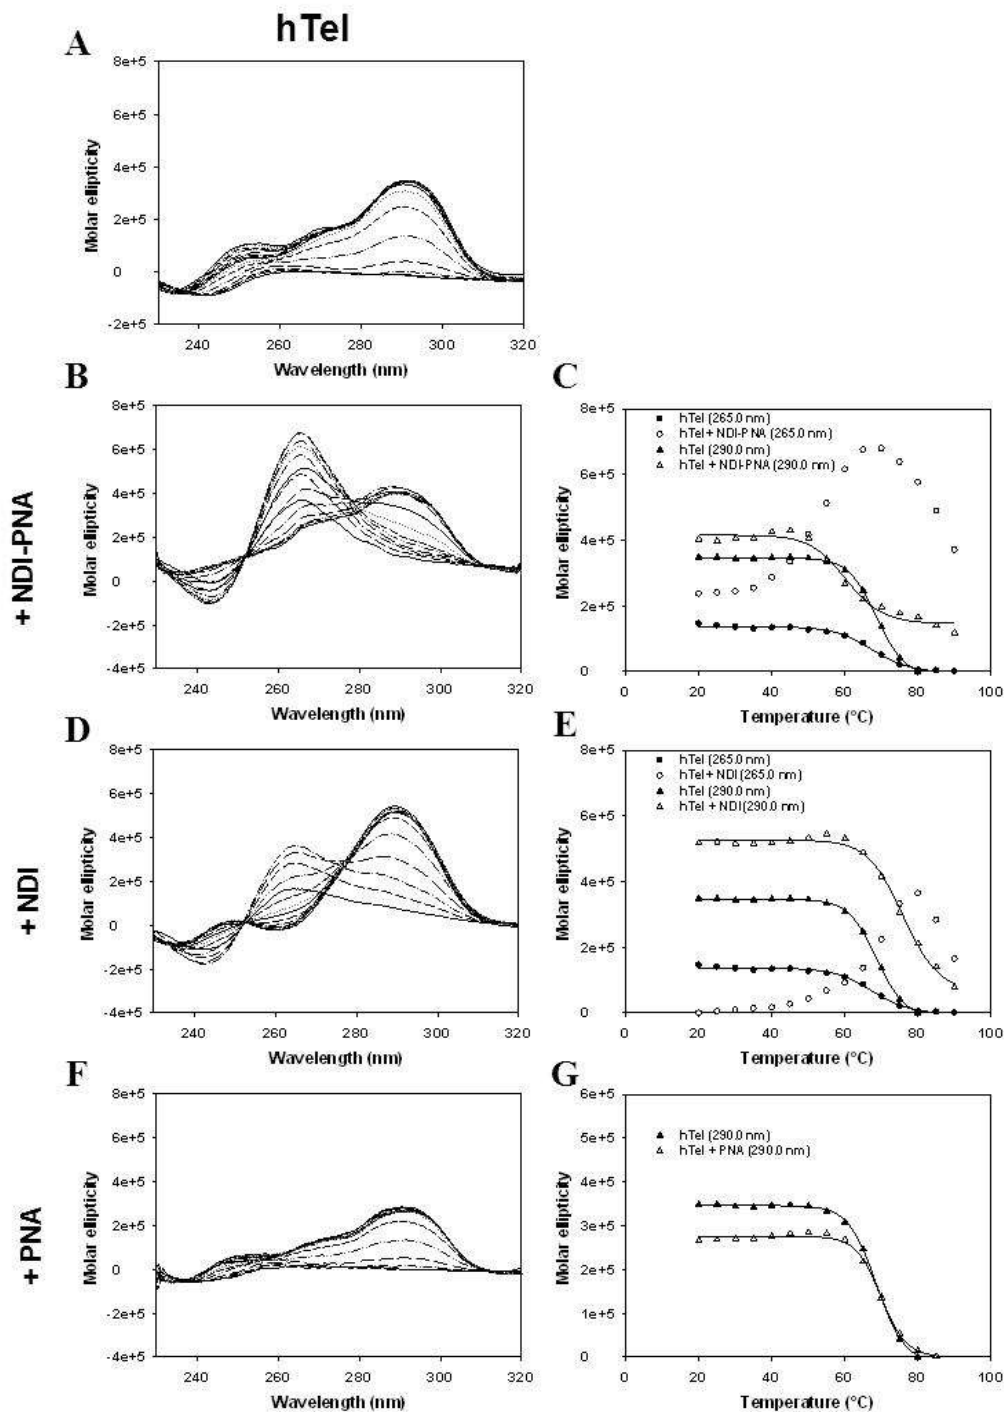 hTel
A
8e+5
6e+5
4e+5
2e+5
0
-2e+5
Molar ellipticity
240 260 280 300 320
Wavelength (nm)
+ NDI-PNA
B
8e+5
6e+5
4e+5
2e+5
0
-2e+5
-4e+5
Molar ellipticity
240 260 280 300 320
Wavelength (nm)
C
8e+5
6e+5
4e+5
2e+5
0
Molar ellipticity
hTel (265.0 nm)
hTel + NDI-PNA (265.0 nm)
hTel (290.0 nm)
hTel + NDI-PNA (290.0 nm)
0 20 40 60 80 100
Temperature (°C)
+ NDI
D
8e+5
6e+5
4e+5
2e+5
0
-2e+5
-4e+5
Molar ellipticity
240 260 280 300 320
Wavelength (nm)
E
8e+5
6e+5
4e+5
2e+5
0
Molar ellipticity
hTel (265.0 nm)
hTel + NDI (265.0 nm)
hTel (290.0 nm)
hTel + NDI (290.0 nm)
0 20 40 60 80 100
Temperature (°C)
+ PNA
F
8e+5
6e+5
4e+5
2e+5
0
-2e+5
-4e+5
Molar ellipticity
240 260 280 300 320
Wavelength (nm)
G
6e+5
5e+5
4e+5
3e+5
2e+5
1e+5
0
Molar ellipticity
hTel (290.0 nm)
hTel + PNA (290.0 nm)
0 20 40 60 80 100
Temperature (°C)